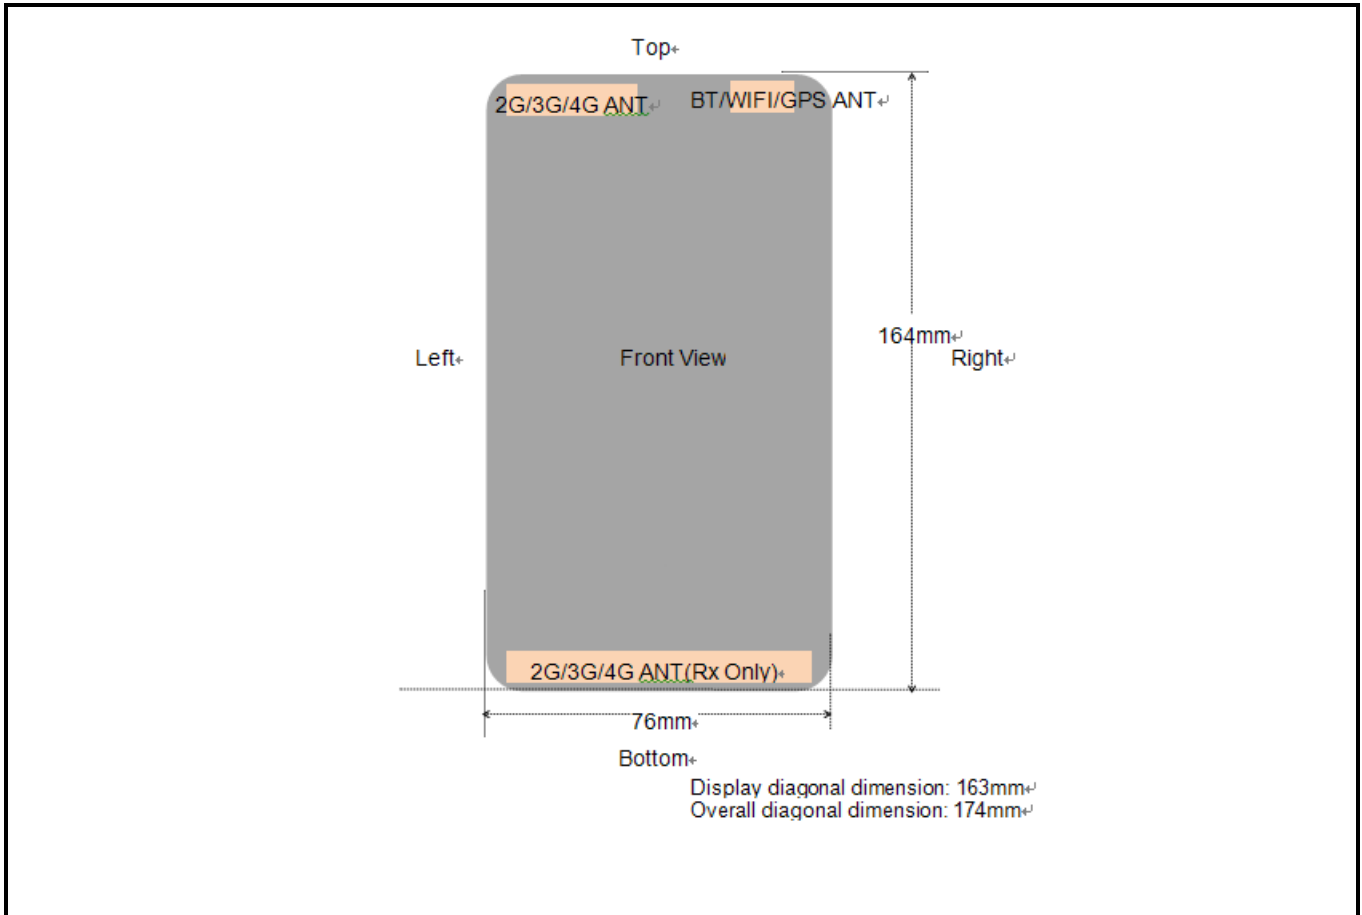 Top
2G/3G/4G ANT
BT/WIFI/GPS ANT
164mm
Left
Front View
Right
2G/3G/4G ANT(Rx Only)
76mm
Bottom
Display diagonal dimension: 163mm
Overall diagonal dimension: 174mm